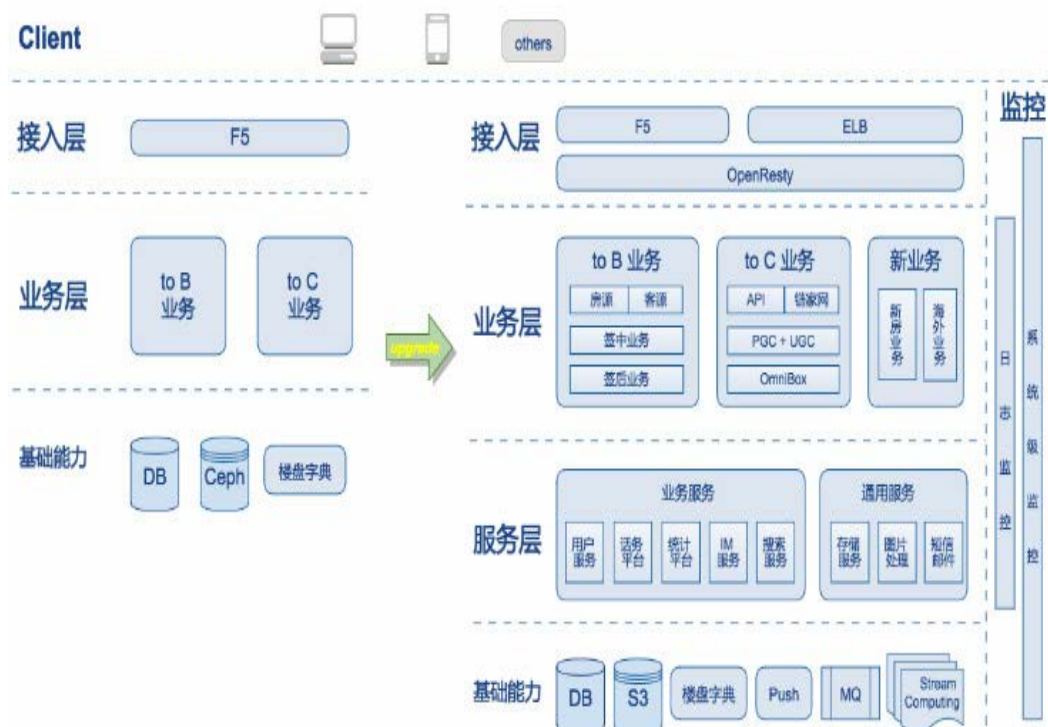 Client
others
接入层
F5
业务层
to B
业务
to C
业务
基础能力
DB
Ceph
楼盘字典
upgrade
接入层
F5
ELB
OpenResty
业务层
to B 业务
房源
客源
签中业务
签后业务
to C 业务
API
链家网
PGC + UGC
OmniBox
新业务
新房业务
海外业务
服务层
业务服务
用户
服务
话务
平台
统计
平台
IM
服务
搜索
服务
通用服务
存储
服务
图片
处理
短信
邮件
基础能力
DB
S3
楼盘字典
Push
MQ
Stream
Computing
监控
日志监控
系统级监控